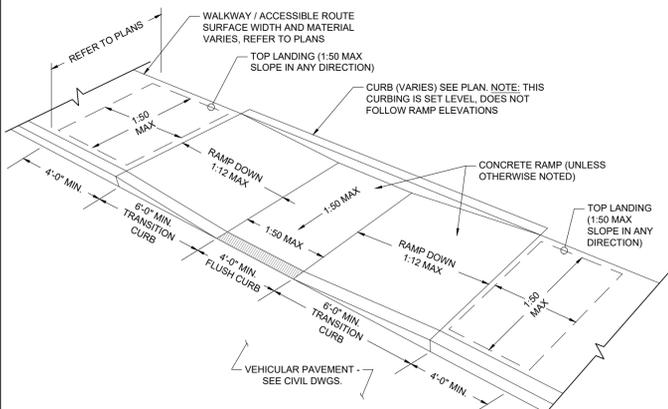 REFER TO PLANS
WALKWAY / ACCESSIBLE ROUTE
SURFACE WIDTH AND MATERIAL
VARIES, REFER TO PLANS
TOP LANDING (1:50 MAX
SLOPE IN ANY DIRECTION)
CURB (VARIES) SEE PLAN. NOTE: THIS
CURBING IS SET LEVEL, DOES NOT
FOLLOW RAMP ELEVATIONS
CONCRETE RAMP (UNLESS
OTHERWISE NOTED)
TOP LANDING
(1:50 MAX
SLOPE IN ANY
DIRECTION)
1:50
MAX
RAMP DOWN
1:12 MAX
1:50 MAX
1:50 MAX
RAMP DOWN
1:12 MAX
1:50
MAX
4'-0" MIN.
6'-0" MIN.
TRANSITION
CURB
4'-0" MIN.
FLUSH CURB
6'-0" MIN.
TRANSITION
CURB
4'-0" MIN.
VEHICULAR PAVEMENT -
SEE CIVIL DWGS.